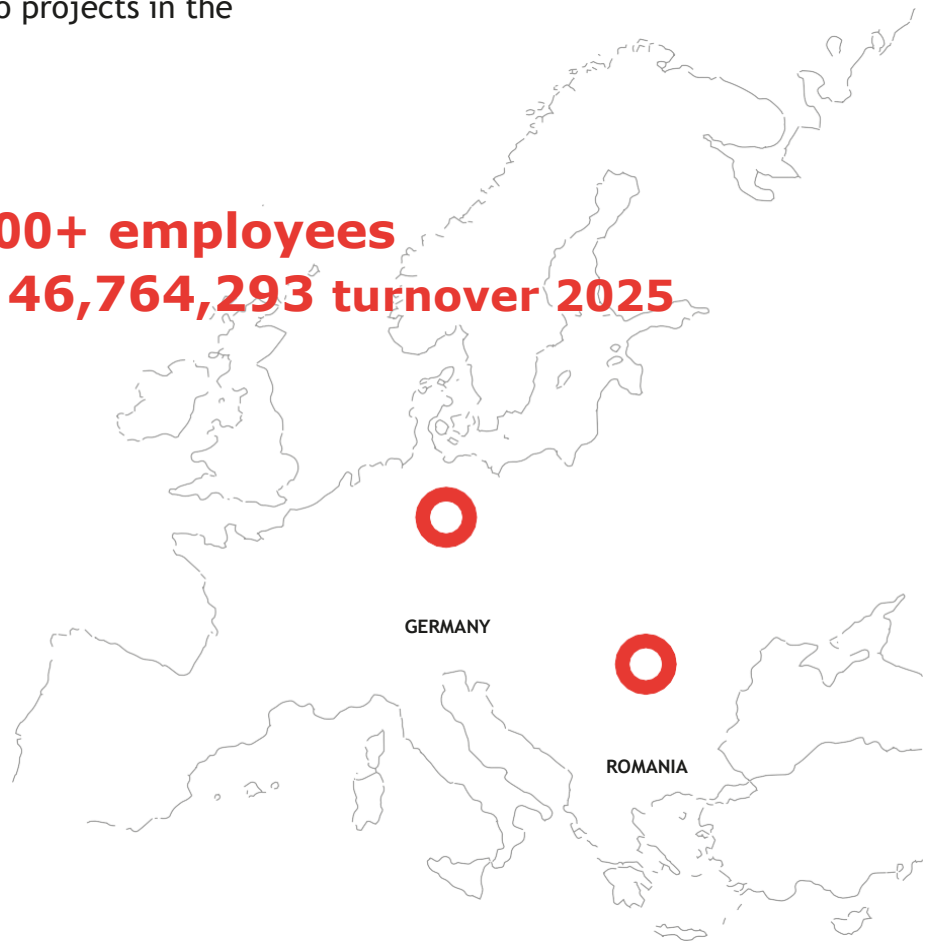 o projects in the
00+ employees
46,764,293 turnover 2025
GERMANY
ROMANIA